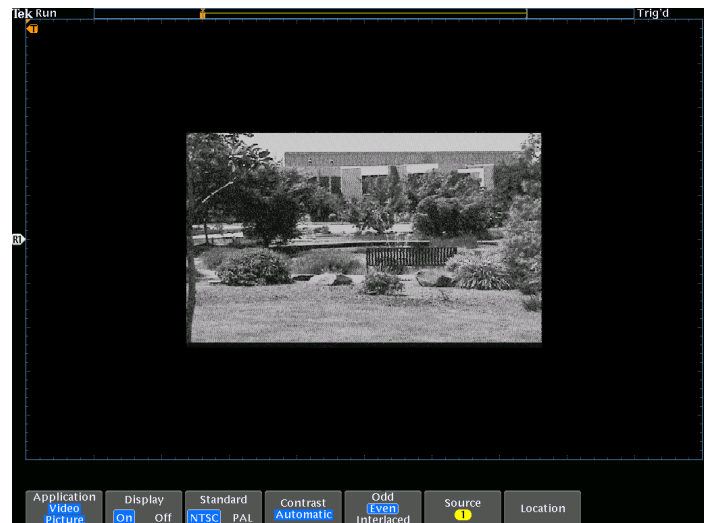 Tek Run
Trig'd
T
R1
Application
Video
Picture
Display
On Off
Standard
NTSC PAL
Contrast
Automatic
Odd
Even
Interlaced
Source
1
Location